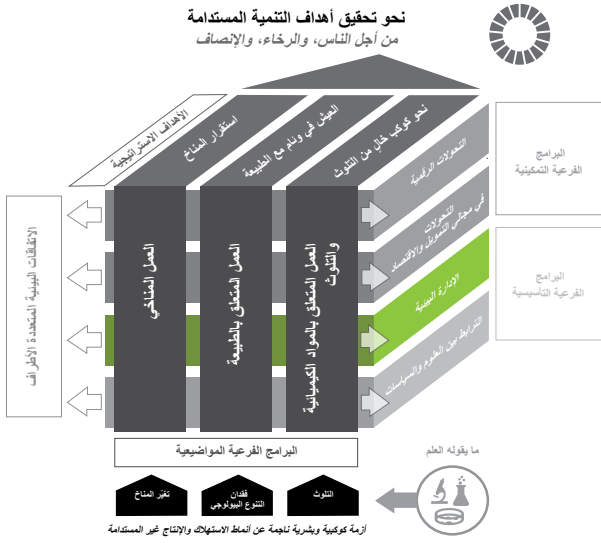 نحو تحقيق أهداف التنمية المستدامة
من أجل الناس، والرخاء، والإنصاف
الأهداف الاستراتيجية
استقرار المناخ
العيش في وئام مع الطبيعة
نحو كوكب خالٍ من التلوث
التحولات الرقمية
التحولات
في مجالي التمويل والاقتصاد
الإدارة البيئية
الترابط بين العلوم والسياسات
البرامج
الفرعية التمكينية
البرامج
الفرعية التأسيسية
الاتفاقات البيئية المتعددة الأطراف
العمل المناخي
العمل المتعلق بالطبيعة
العمل المتعلق بالمواد الكيميائية
والتلوث
البرامج الفرعية المواضيعية
ما يقوله العلم
التلوث
فقدان
التنوع البيولوجي
تغيّر المناخ
أزمة كوكبية وبشرية ناجمة عن أنماط الاستهلاك والإنتاج غير المستدامة